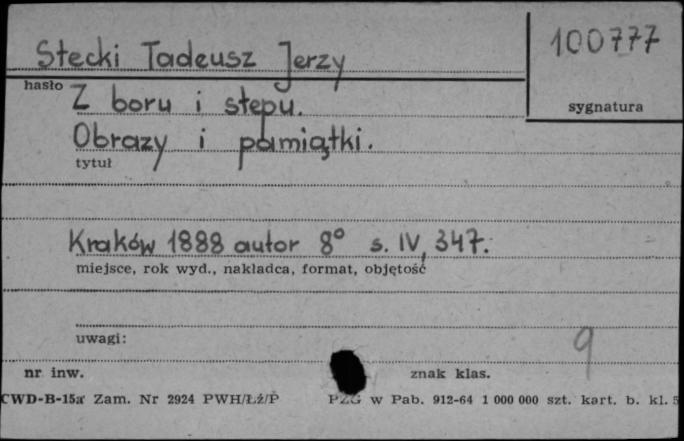 Stecki Tadeusz Jerzy
100777
hasło
sygnatura
Z boru i stepu.
Obrazy i pamiątki.
tytuł
Kraków 1888 autor 8° s. IV, 347.
miejsce, rok wyd., nakładca, format, objętość
uwagi:
9
nr inw.
znak klas.
CWD-B-15a Zam. Nr 2924 PWH/Łż/P PZG w Pab. 912-64 1 000 000 szt. kart. b. kl. 5